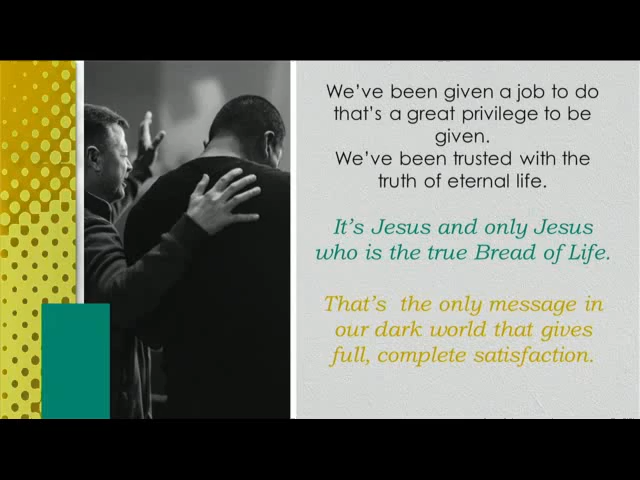 We've been given a job to do
that's a great privilege to be
given.
We've been trusted with the
truth of eternal life.
It's Jesus and only Jesus
who is the true Bread of Life.
That's the only message in
our dark world that gives
full, complete satisfaction.